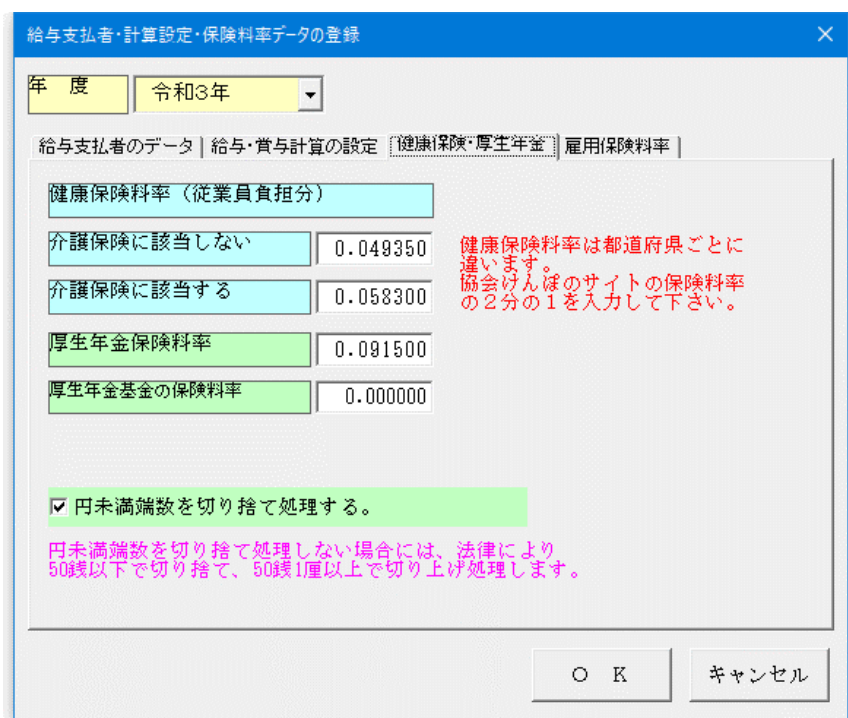 給与支払者・計算設定・保険料率データの登録
年　度
令和3年
給与支払者のデータ
給与・賞与計算の設定
健康保険・厚生年金
雇用保険料率
健康保険料率（従業員負担分）
介護保険に該当しない
0.049350
健康保険料率は都道府県ごとに
違います。
協会けんぽのサイトの保険料率
の２分の１を入力して下さい。
介護保険に該当する
0.058300
厚生年金保険料率
0.091500
厚生年金基金の保険料率
0.000000
円未満端数を切り捨て処理する。
円未満端数を切り捨て処理しない場合には、法律により
50銭以下で切り捨て、50銭1厘以上で切り上げ処理します。
Ｏ　Ｋ
キャンセル